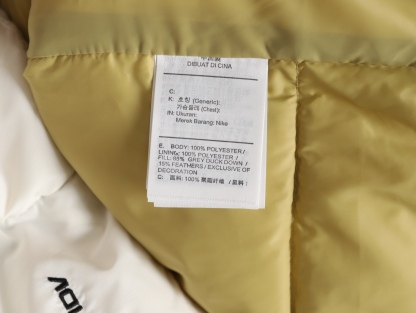 DIBUAT DI CINA
C:
K: 호칭 (Generic):
가슴둘레 (Chest):
IN: Ukuran:
Merek Barang: Nike
E. BODY: 100% POLYESTER /
LINING: 100% POLYESTER /
FILL: 85% GREY DUCK DOWN /
15% FEATHERS / EXCLUSIVE OF
DECORATION
C: 面料: 100% 聚酯纤维 / 里料: